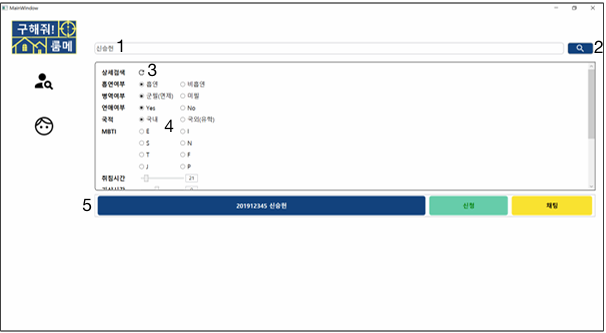 MainWindow
구해줘!
룸메
신승헌 1
2
상세검색 3
흡연여부 흡연 비흡연
병역여부 군필(면제) 미필
연애여부 Yes No
국적 국내 국외(유학)
4
MBTI E I
S N
T F
J P
취침시간 21
5 201912345 신승헌 신청 채팅